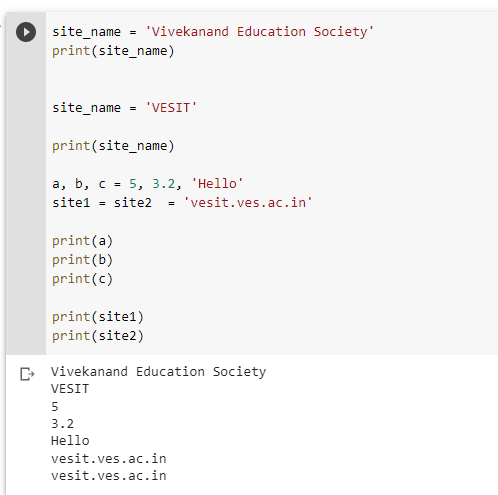 site_name = 'Vivekanand Education Society'
print(site_name)
site_name = 'VESIT'
print(site_name)
a, b, c = 5, 3.2, 'Hello'
site1 = site2  = 'vesit.ves.ac.in'
print(a)
print(b)
print(c)
print(site1)
print(site2)
Vivekanand Education Society
VESIT
5
3.2
Hello
vesit.ves.ac.in
vesit.ves.ac.in